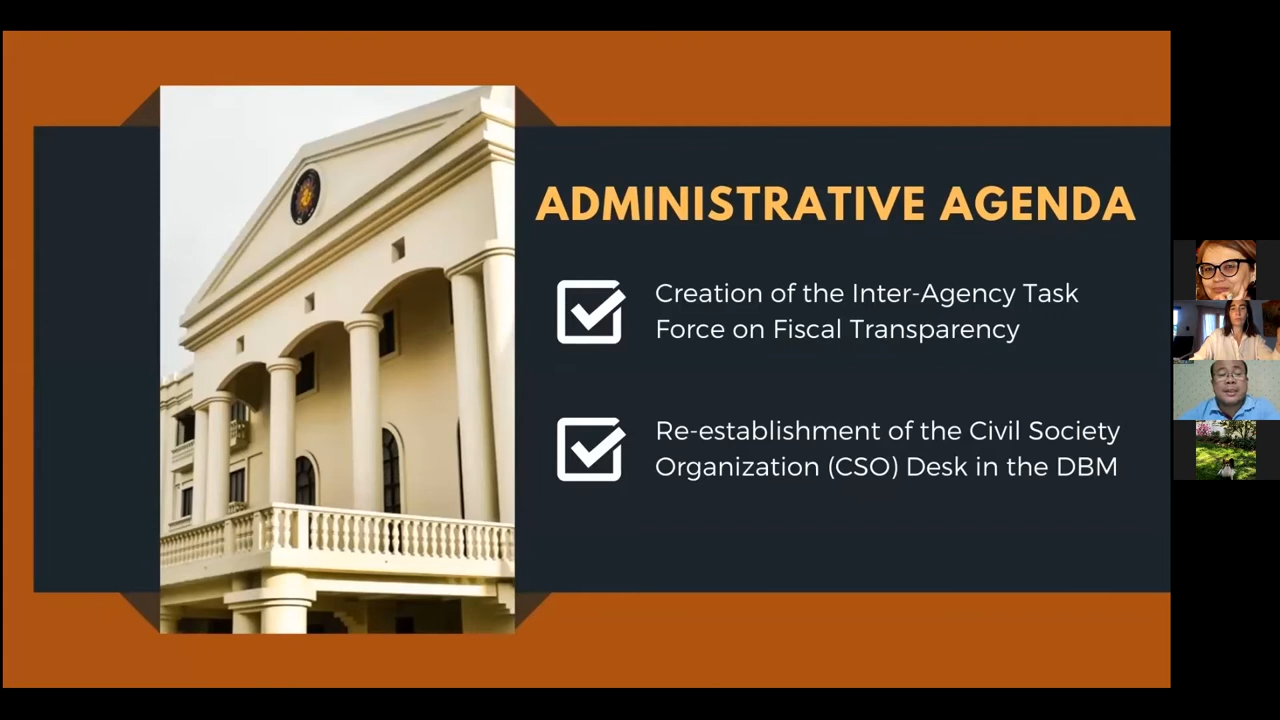 ADMINISTRATIVE AGENDA
Creation of the Inter-Agency Task
Force on Fiscal Transparency
Re-establishment of the Civil Society
Organization (CSO) Desk in the DBM